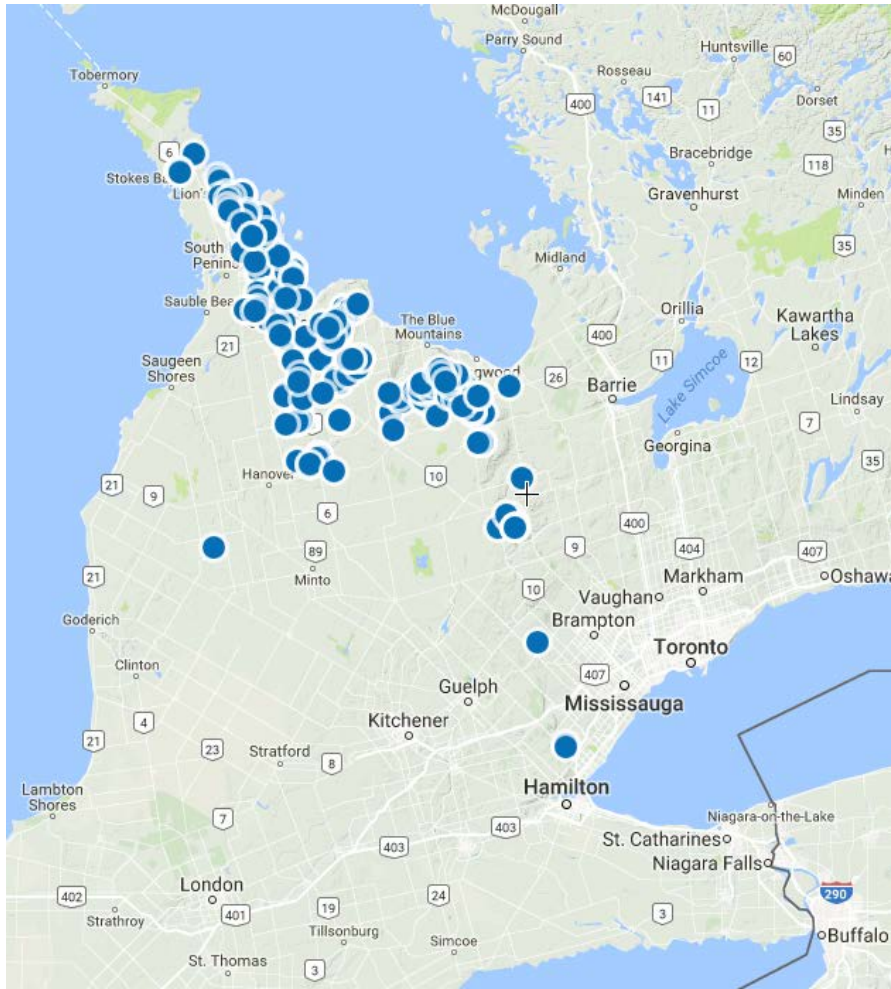 McDougall
Parry Sound
Huntsville
60
Tobermory
Rosseau
400
141
11
Dorset
35
6
Bracebridge
118
Stokes Ba
Lion's
Gravenhurst
Minden
35
South
Penin
Midland
Sauble Bea
Orillia
Kawartha
Lakes
The Blue
Mountains
400
21
11
12
Saugeen
Shores
gwood
26
Barrie
Lake Simcoe
Lindsay
7
Georgina
35
Hanover
10
21
9
6
400
89
9
404
407
21
Minto
10
Markham
Oshawa
Vaughan
Goderich
Brampton
Toronto
Clinton
407
Guelph
Mississauga
4
Kitchener
21
23
Stratford
8
Lambton
Shores
Hamilton
7
Niagara-on-the-Lake
403
403
St. Catharines
Niagara Falls
London
402
24
290
401
19
3
Strathroy
Tillsonburg
Buffalo
Simcoe
St. Thomas
3